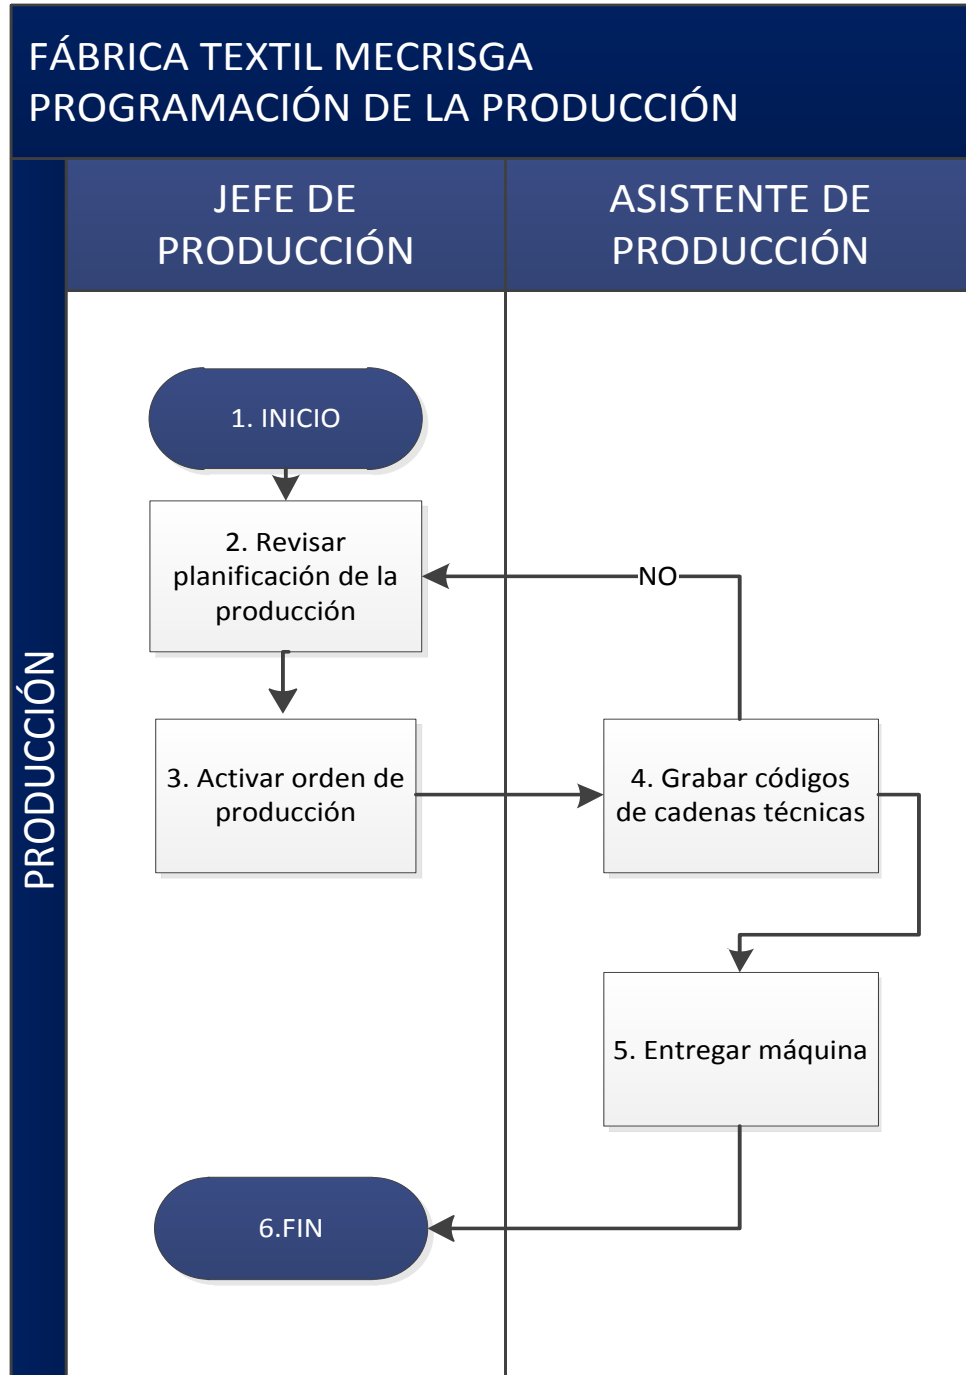 FÁBRICA TEXTIL MECRISGA
PROGRAMACIÓN DE LA PRODUCCIÓN
PRODUCCIÓN
JEFE DE
PRODUCCIÓN
ASISTENTE DE
PRODUCCIÓN
1. INICIO
2. Revisar
planificación de la
producción
NO
3. Activar orden de
producción
4. Grabar códigos
de cadenas técnicas
5. Entregar máquina
6.FIN